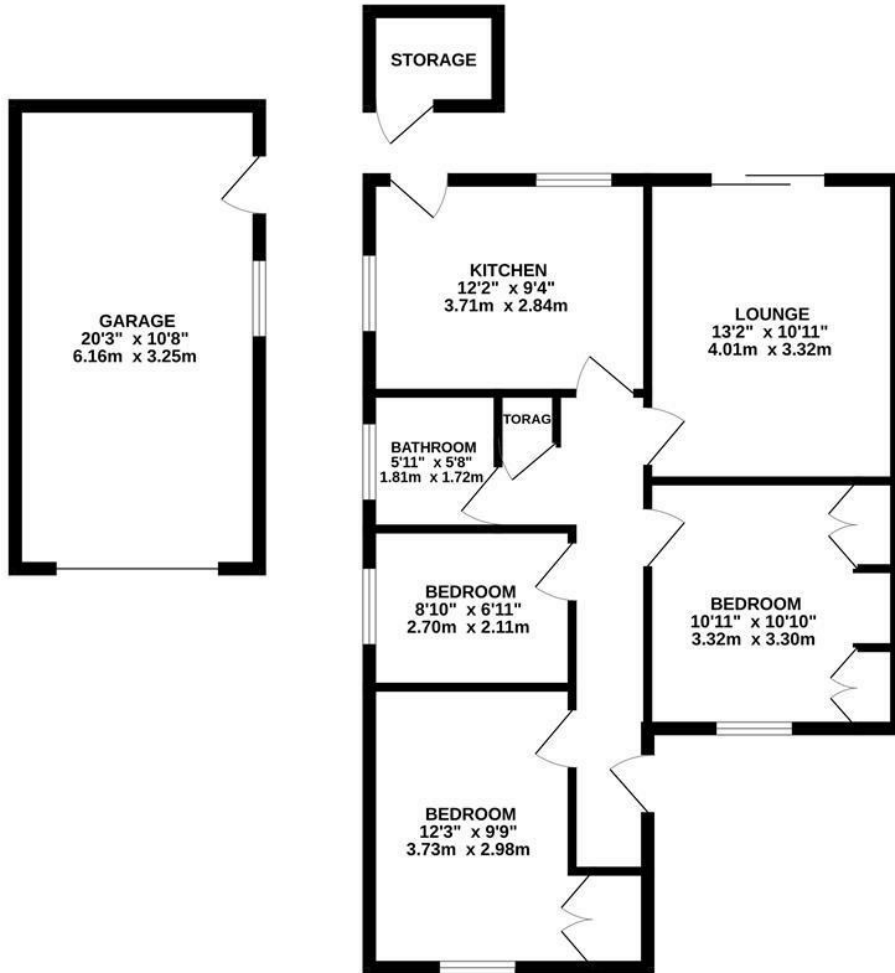 STORAGE
GARAGE
20'3" x 10'8"
6.16m x 3.25m
KITCHEN
12'2" x 9'4"
3.71m x 2.84m
LOUNGE
13'2" x 10'11"
4.01m x 3.32m
TORAG
BATHROOM
5'11" x 5'8"
1.81m x 1.72m
BEDROOM
8'10" x 6'11"
2.70m x 2.11m
BEDROOM
10'11" x 10'10"
3.32m x 3.30m
BEDROOM
12'3" x 9'9"
3.73m x 2.98m